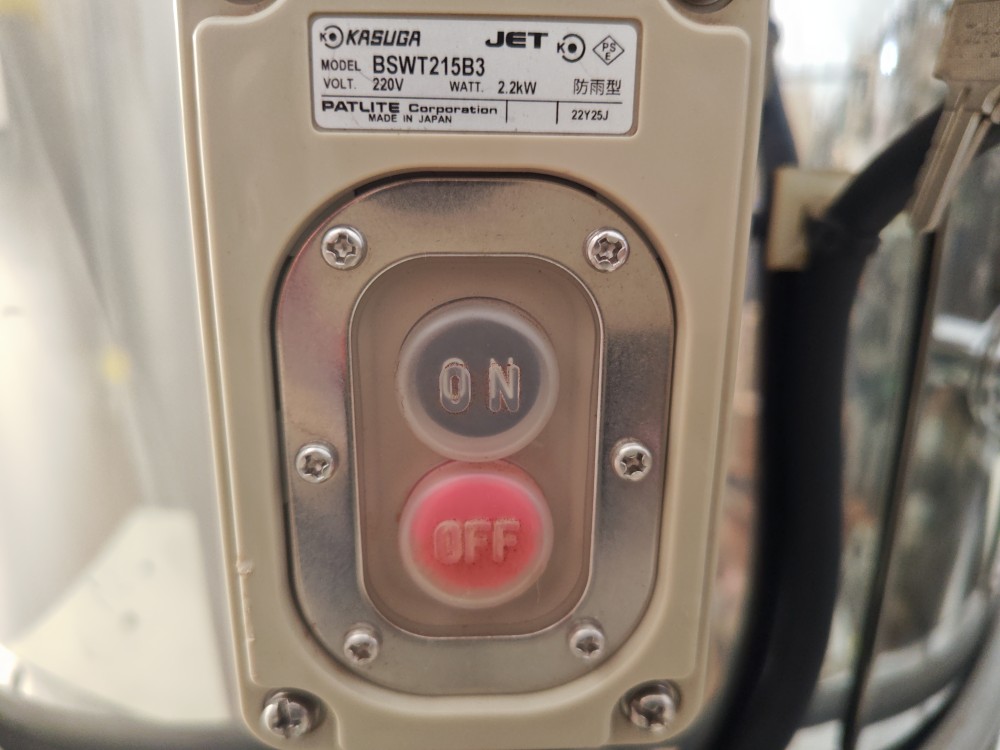 KASUGA JET PS E
MODEL BSWT215B3
VOLT. 220V WATT. 2.2kW 防雨型
PATLITE Corporation
MADE IN JAPAN 22Y25J
ON
OFF